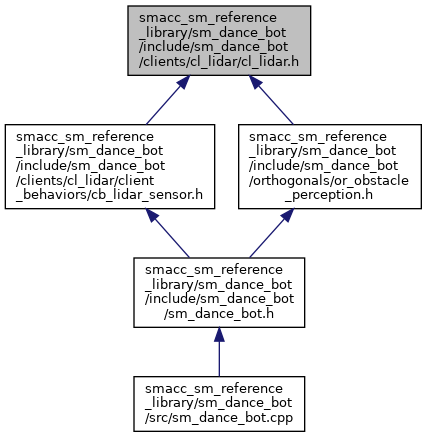 smacc_sm_reference
_library/sm_dance_bot
/include/sm_dance_bot
/clients/cl_lidar/cl_lidar.h
smacc_sm_reference
_library/sm_dance_bot
/include/sm_dance_bot
/clients/cl_lidar/client
_behaviors/cb_lidar_sensor.h
smacc_sm_reference
_library/sm_dance_bot
/include/sm_dance_bot
/orthogonals/or_obstacle
_perception.h
smacc_sm_reference
_library/sm_dance_bot
/include/sm_dance_bot
/sm_dance_bot.h
smacc_sm_reference
_library/sm_dance_bot
/src/sm_dance_bot.cpp